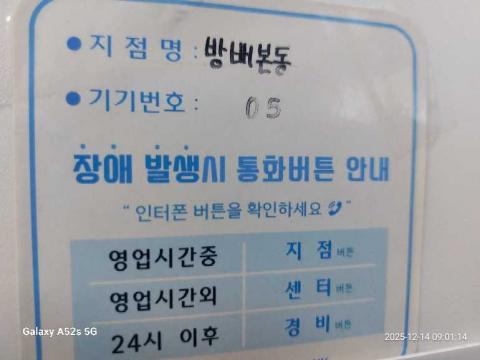 ● 지점명 : 방배본동
● 기기번호 : 05
장애 발생시 통화버튼 안내
“ 인터폰 버튼을 확인하세요 ”
영업시간중 지점 버튼
영업시간외 센터 버튼
24시 이후 경비 버튼
Galaxy A52s 5G
2025-12-14 09:01:14